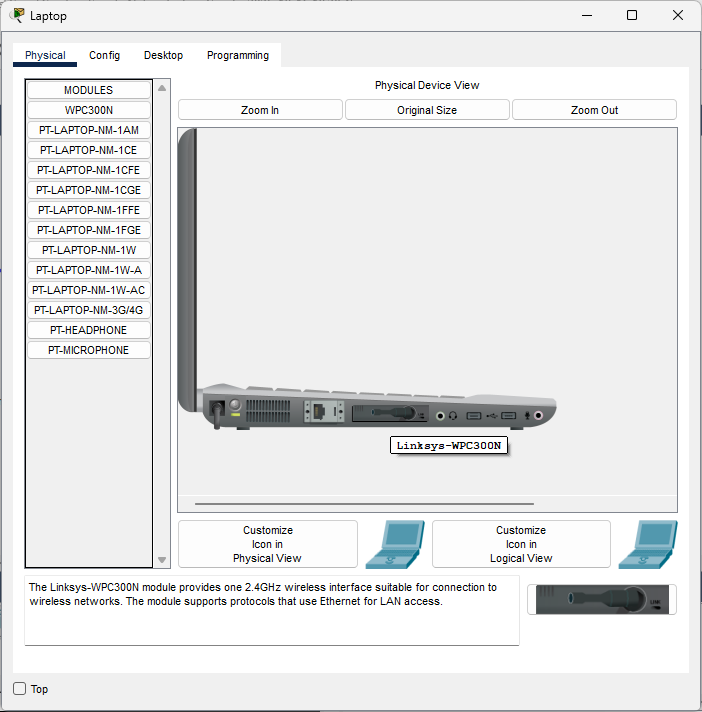 Laptop
Physical
Config
Desktop
Programming
MODULES
WPC300N
PT-LAPTOP-NM-1AM
PT-LAPTOP-NM-1CE
PT-LAPTOP-NM-1CFE
PT-LAPTOP-NM-1CGE
PT-LAPTOP-NM-1FFE
PT-LAPTOP-NM-1FGE
PT-LAPTOP-NM-1W
PT-LAPTOP-NM-1W-A
PT-LAPTOP-NM-1W-AC
PT-LAPTOP-NM-3G/4G
PT-HEADPHONE
PT-MICROPHONE
Physical Device View
Zoom In
Original Size
Zoom Out
Linksys-WPC300N
Customize
Icon in
Physical View
Customize
Icon in
Logical View
The Linksys-WPC300N module provides one 2.4GHz wireless interface suitable for connection to
wireless networks. The module supports protocols that use Ethernet for LAN access.
LINK
Top